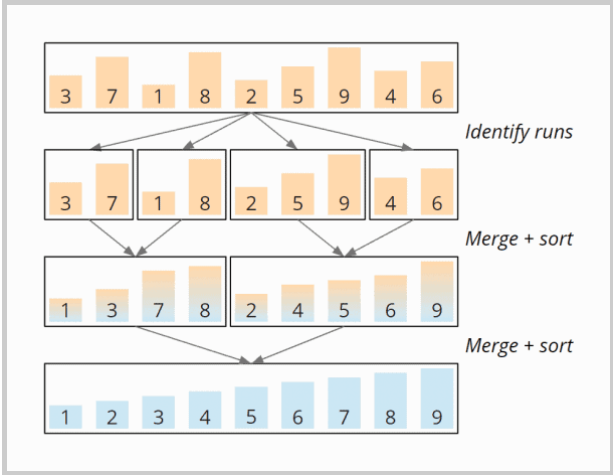 3 7 1 8 2 5 9 4 6
Identify runs
3 7 1 8 2 5 9 4 6
Merge + sort
1 3 7 8 2 4 5 6 9
Merge + sort
1 2 3 4 5 6 7 8 9